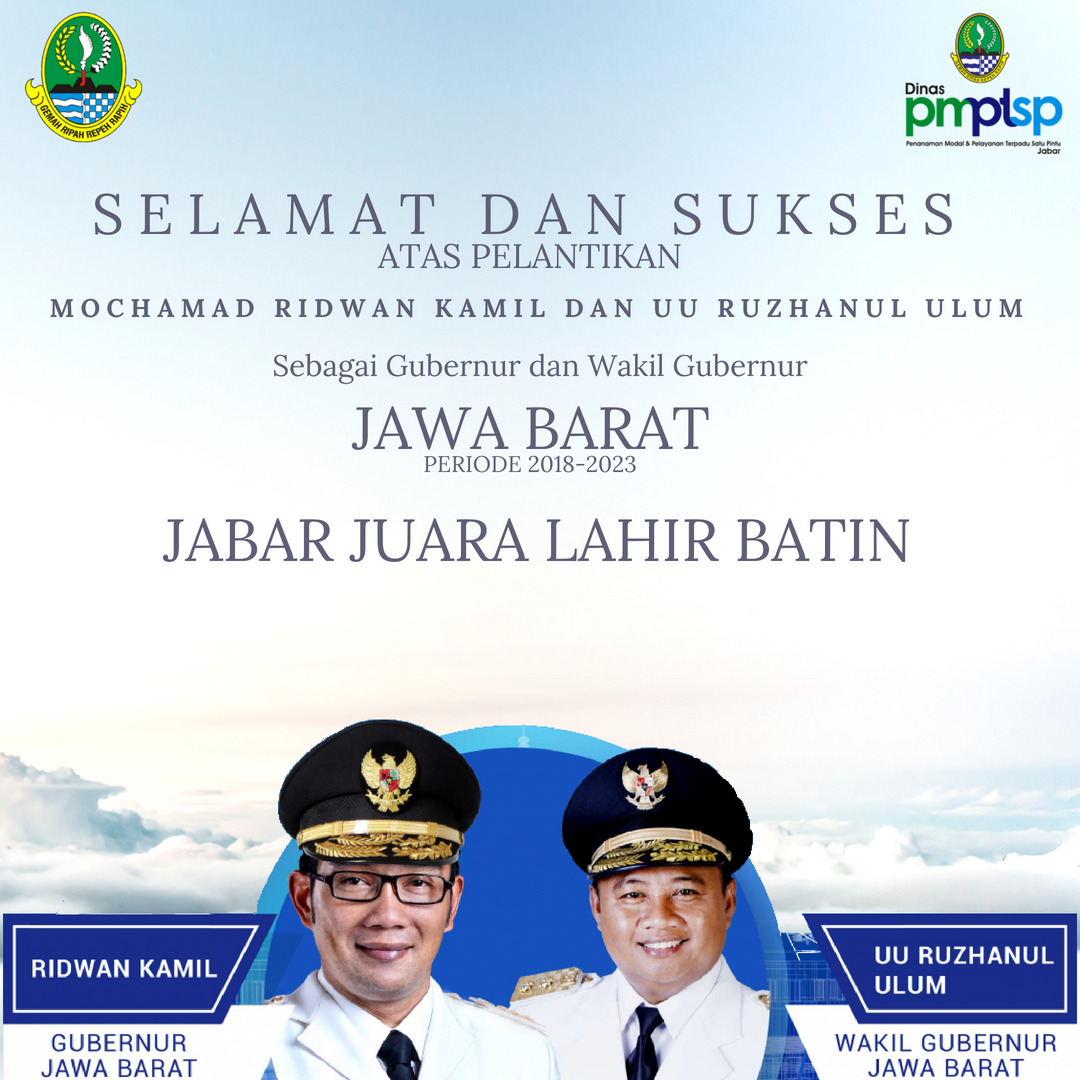 GEMAH RIPAH REPEH RAPIH
Dinas
pmptsp
Penanaman Modal & Pelayanan Terpadu Satu Pintu
Jabar
SELAMAT DAN SUKSES
ATAS PELANTIKAN
MOCHAMAD RIDWAN KAMIL DAN UU RUZHANUL ULUM
Sebagai Gubernur dan Wakil Gubernur
JAWA BARAT
PERIODE 2018-2023
JABAR JUARA LAHIR BATIN
RIDWAN KAMIL
GUBERNUR
JAWA BARAT
UU RUZHANUL
ULUM
WAKIL GUBERNUR
JAWA BARAT